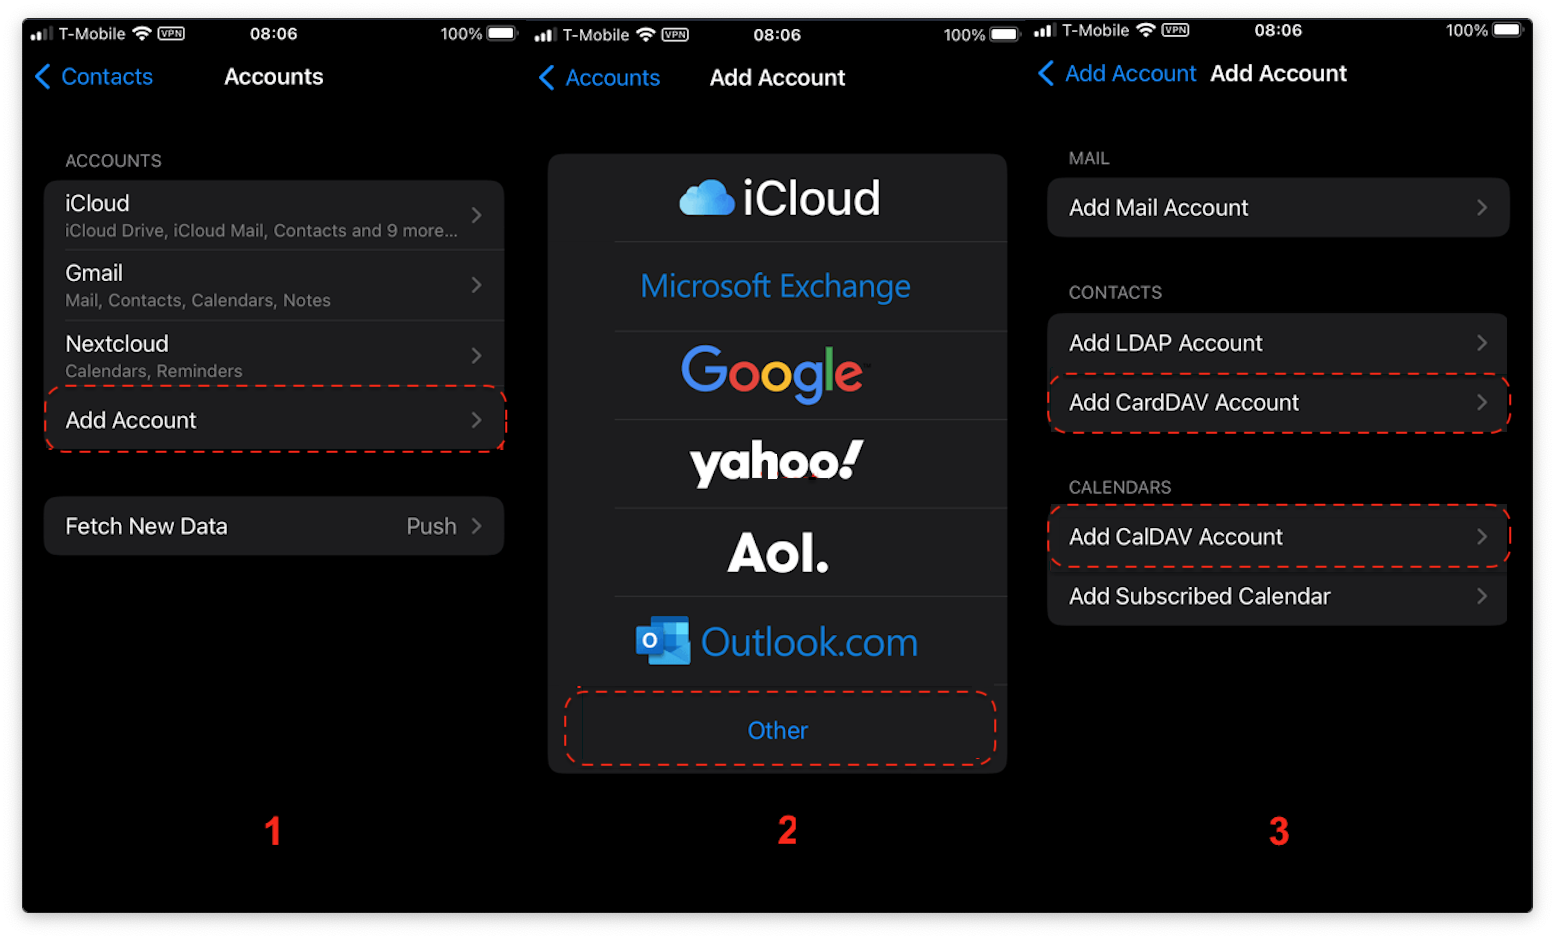 T-Mobile VPN 08:06 100%
Contacts Accounts
ACCOUNTS
iCloud
iCloud Drive, iCloud Mail, Contacts and 9 more...
Gmail
Mail, Contacts, Calendars, Notes
Nextcloud
Calendars, Reminders
Add Account
Fetch New Data Push
1
T-Mobile VPN 08:06 100%
Accounts Add Account
iCloud
Microsoft Exchange
Google
yahoo!
Aol.
Outlook.com
Other
2
T-Mobile VPN 08:06 100%
Add Account Add Account
MAIL
Add Mail Account
CONTACTS
Add LDAP Account
Add CardDAV Account
CALENDARS
Add CalDAV Account
Add Subscribed Calendar
3